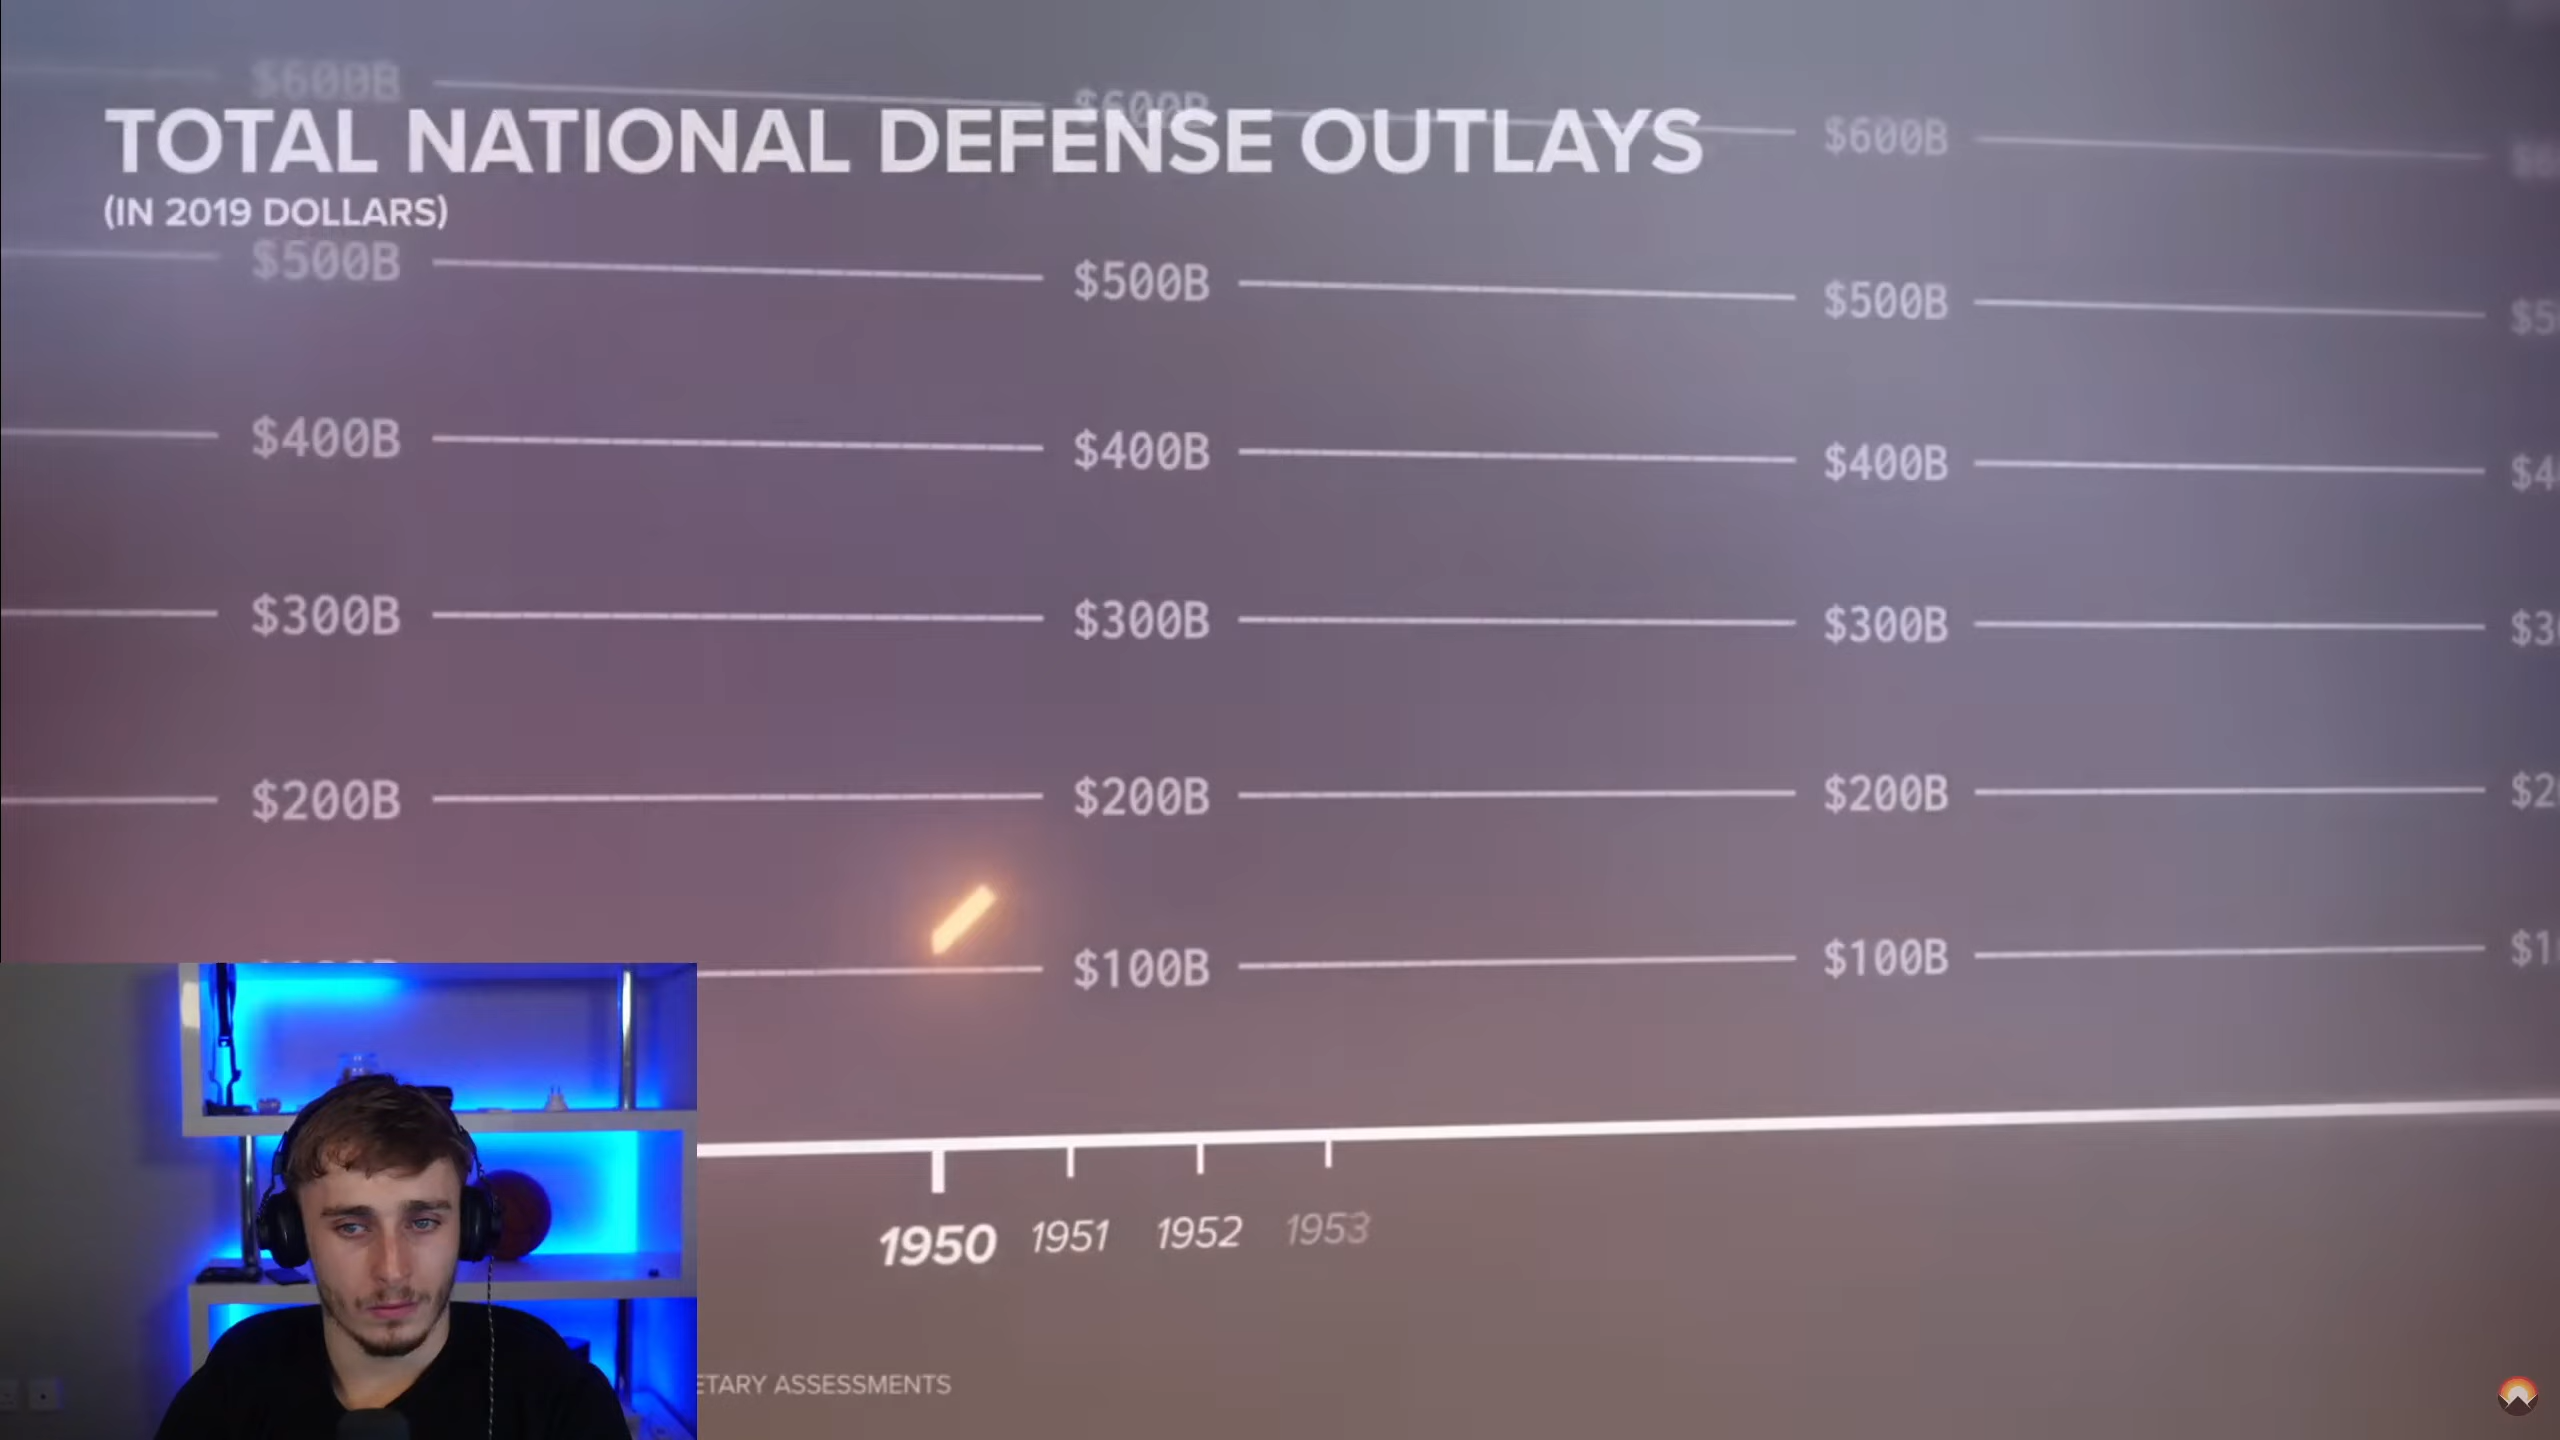 $600B $600B $600B
TOTAL NATIONAL DEFENSE OUTLAYS
(IN 2019 DOLLARS)
$500B $500B $500B
$400B $400B $400B
$300B $300B $300B
$200B $200B $200B
$100B $100B
1950 1951 1952 1953
ASSESSMENTS